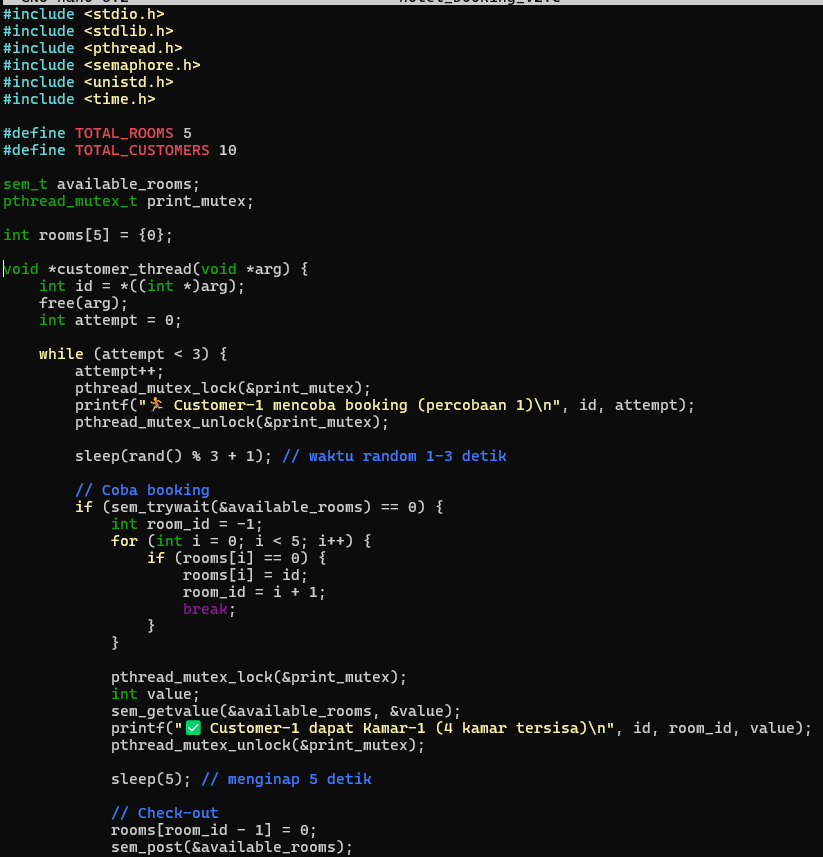 #include <stdio.h>
#include <stdlib.h>
#include <pthread.h>
#include <semaphore.h>
#include <unistd.h>
#include <time.h>

#define TOTAL_ROOMS 5
#define TOTAL_CUSTOMERS 10

sem_t available_rooms;
pthread_mutex_t print_mutex;

int rooms[5] = {0};

void *customer_thread(void *arg) {
    int id = *((int *)arg);
    free(arg);
    int attempt = 0;

    while (attempt < 3) {
        attempt++;
        pthread_mutex_lock(&print_mutex);
        printf("🏃 Customer-1 mencoba booking (percobaan 1)\n", id, attempt);
        pthread_mutex_unlock(&print_mutex);

        sleep(rand() % 3 + 1); // waktu random 1-3 detik

        // Coba booking
        if (sem_trywait(&available_rooms) == 0) {
            int room_id = -1;
            for (int i = 0; i < 5; i++) {
                if (rooms[i] == 0) {
                    rooms[i] = id;
                    room_id = i + 1;
                    break;
                }
            }

            pthread_mutex_lock(&print_mutex);
            int value;
            sem_getvalue(&available_rooms, &value);
            printf("✅ Customer-1 dapat Kamar-1 (4 kamar tersisa)\n", id, room_id, value);
            pthread_mutex_unlock(&print_mutex);

            sleep(5); // menginap 5 detik

            // Check-out
            rooms[room_id - 1] = 0;
            sem_post(&available_rooms);